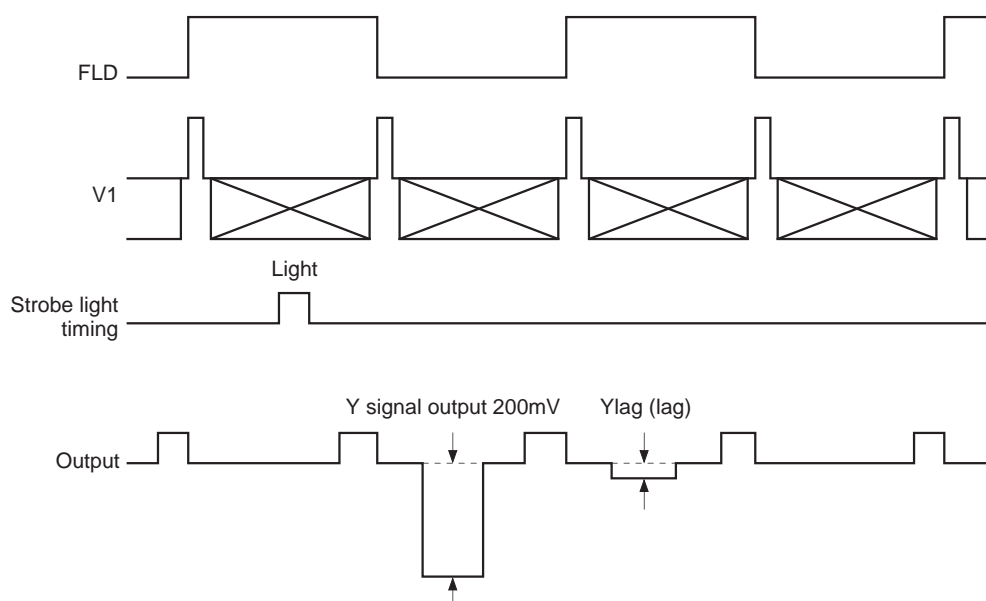 FLD
V1
Light
Strobe light
timing
Y signal output 200mV
Ylag (lag)
Output